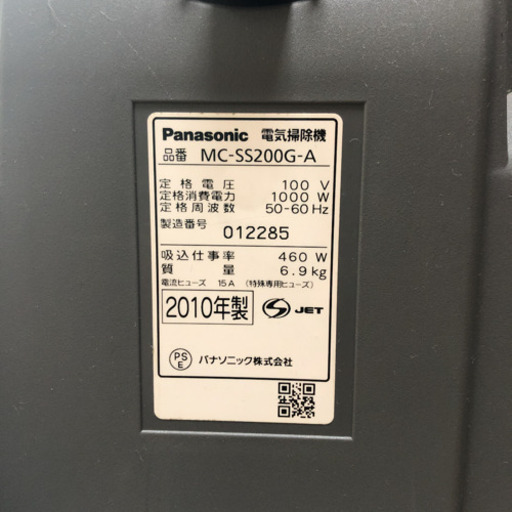 Panasonic 電気掃除機
品番 MC-SS200G-A
定格電圧 100 V
定格消費電力 1000 W
定格周波数 50-60 Hz
製造番号 012285
吸込仕事率 460 W
質量 6.9kg
電流ヒューズ 15A (特殊専用ヒューズ)
2010年製 S JET
PSE パナソニック株式会社